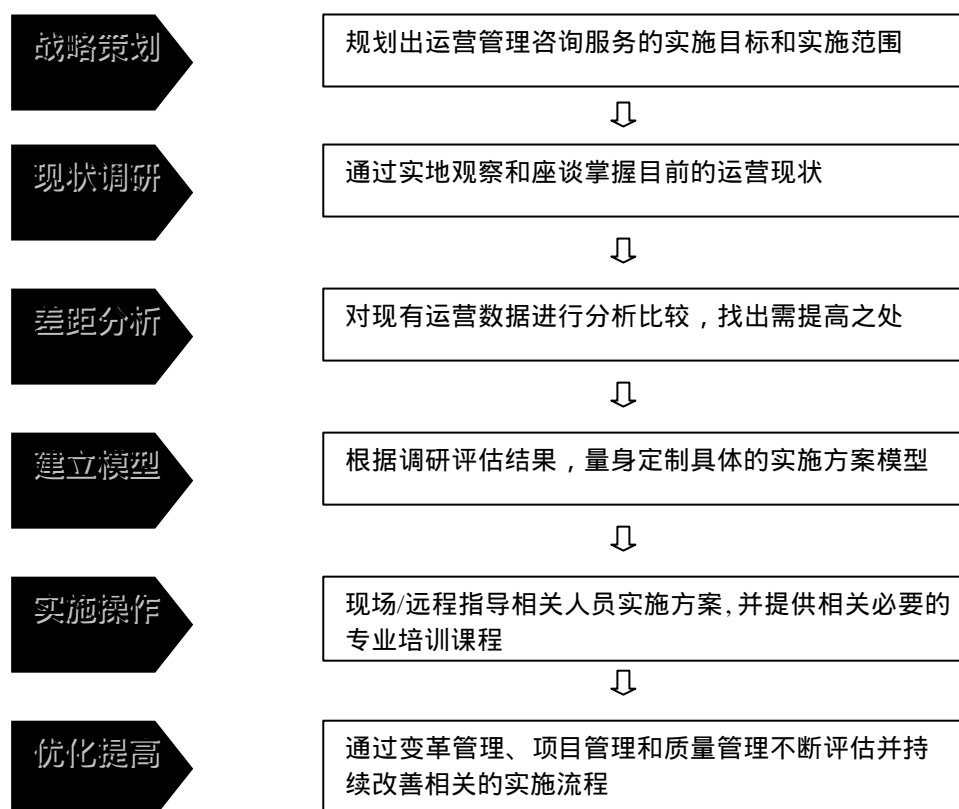 战略策划
规划出运营管理咨询服务的实施目标和实施范围
现状调研
通过实地观察和座谈掌握目前的运营现状
差距分析
对现有运营数据进行分析比较，找出需提高之处
建立模型
根据调研评估结果，量身定制具体的实施方案模型
实施操作
现场/远程指导相关人员实施方案,并提供相关必要的
专业培训课程
优化提高
通过变革管理、项目管理和质量管理不断评估并持
续改善相关的实施流程